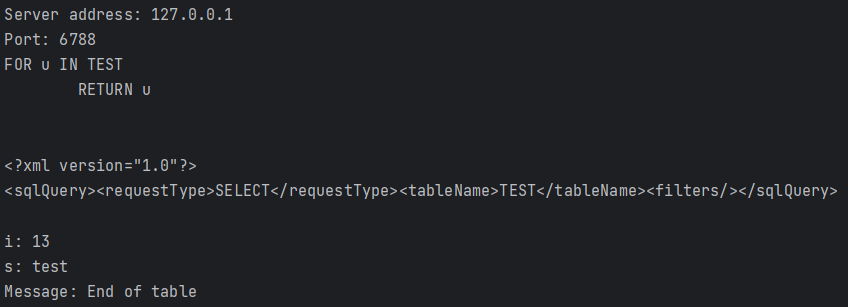 Server address: 127.0.0.1
Port: 6788
FOR u IN TEST
        RETURN u
<?xml version="1.0"?>
<sqlQuery><requestType>SELECT</requestType><tableName>TEST</tableName><filters/></sqlQuery>
i: 13
s: test
Message: End of table